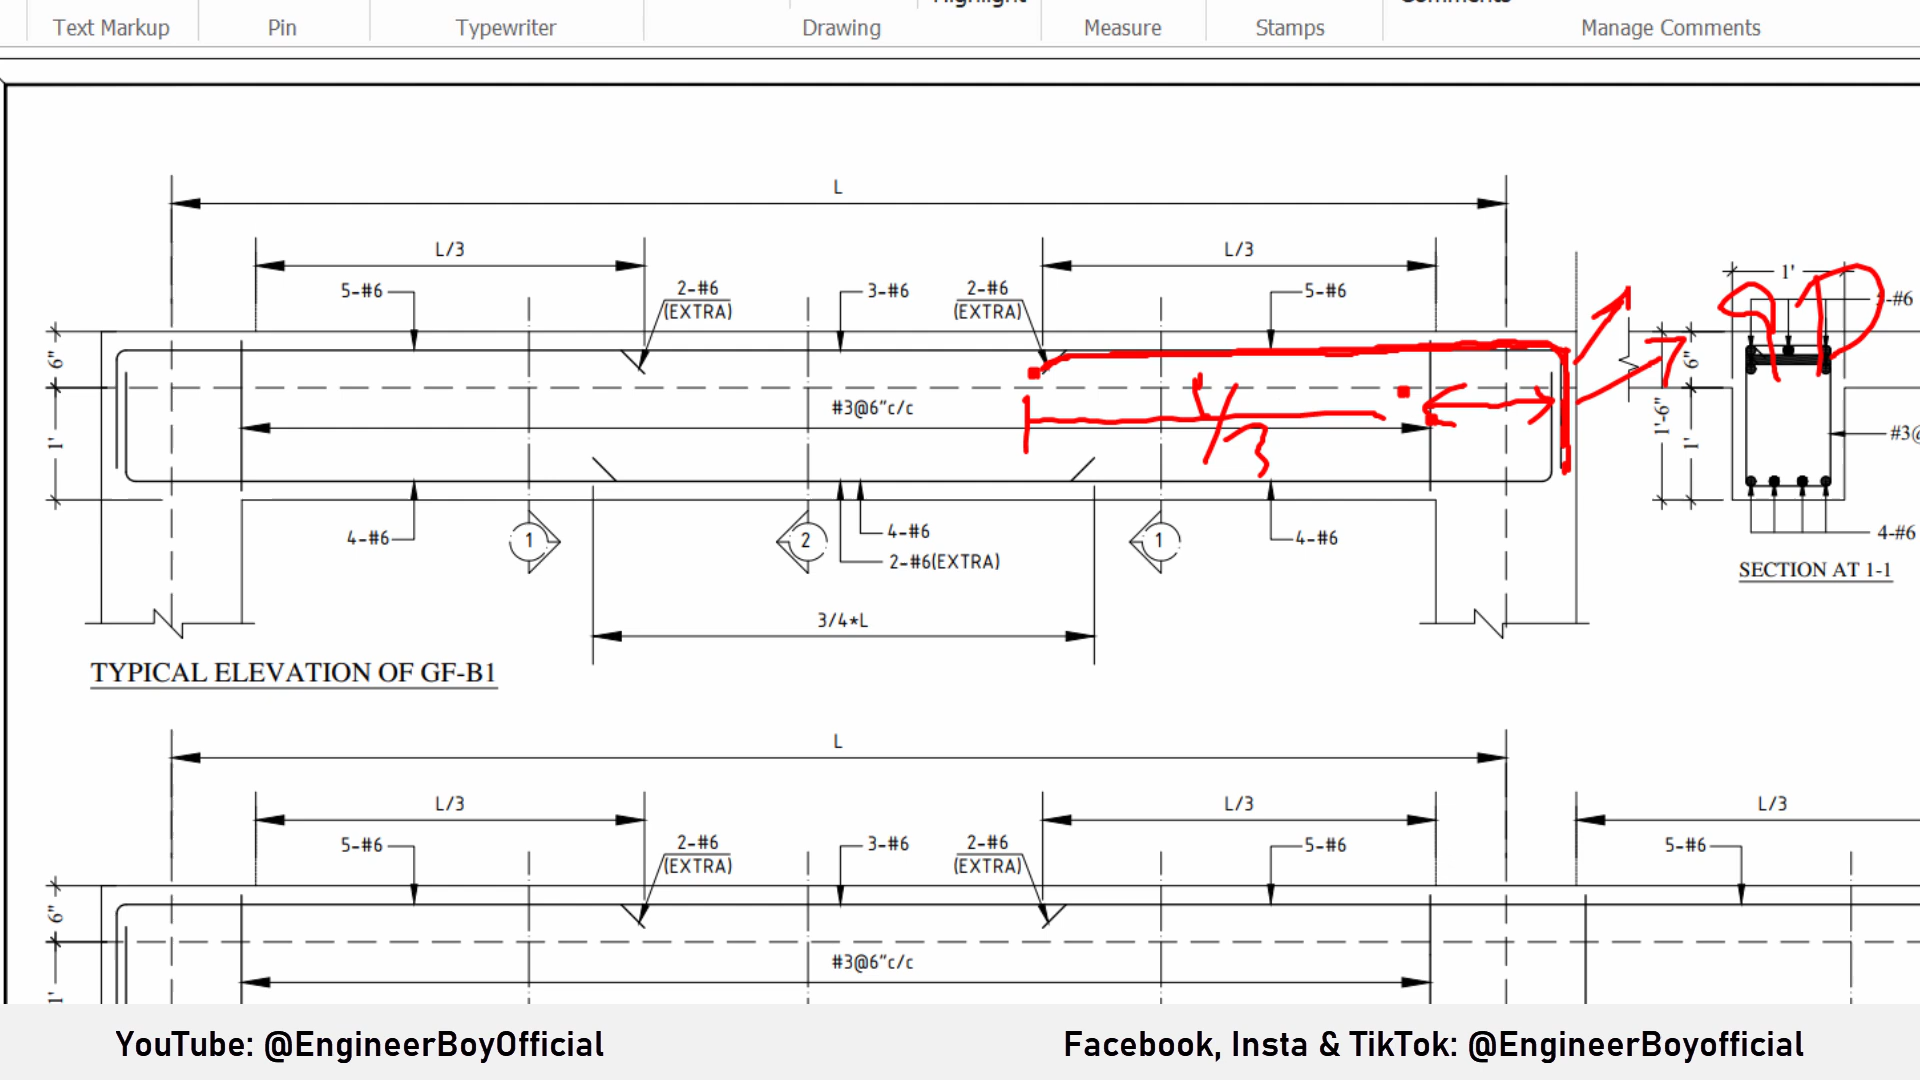 Text Markup
Pin
Typewriter
Drawing
Measure
Stamps
Manage Comments
L
L/3
L/3
1'
5-#6
2-#6
(EXTRA)
3-#6
2-#6
(EXTRA)
5-#6
-#6
6"
6"
#3@6"c/c
L/3
1'
1'-6"
1'
#3@
4-#6
1
2
4-#6
2-#6(EXTRA)
1
4-#6
4-#6
SECTION AT 1-1
3/4*L
TYPICAL ELEVATION OF GF-B1
L
L/3
L/3
L/3
5-#6
2-#6
(EXTRA)
3-#6
2-#6
(EXTRA)
5-#6
5-#6
6"
#3@6"c/c
1'
YouTube: @EngineerBoyOfficial
Facebook, Insta & TikTok: @EngineerBoyofficial